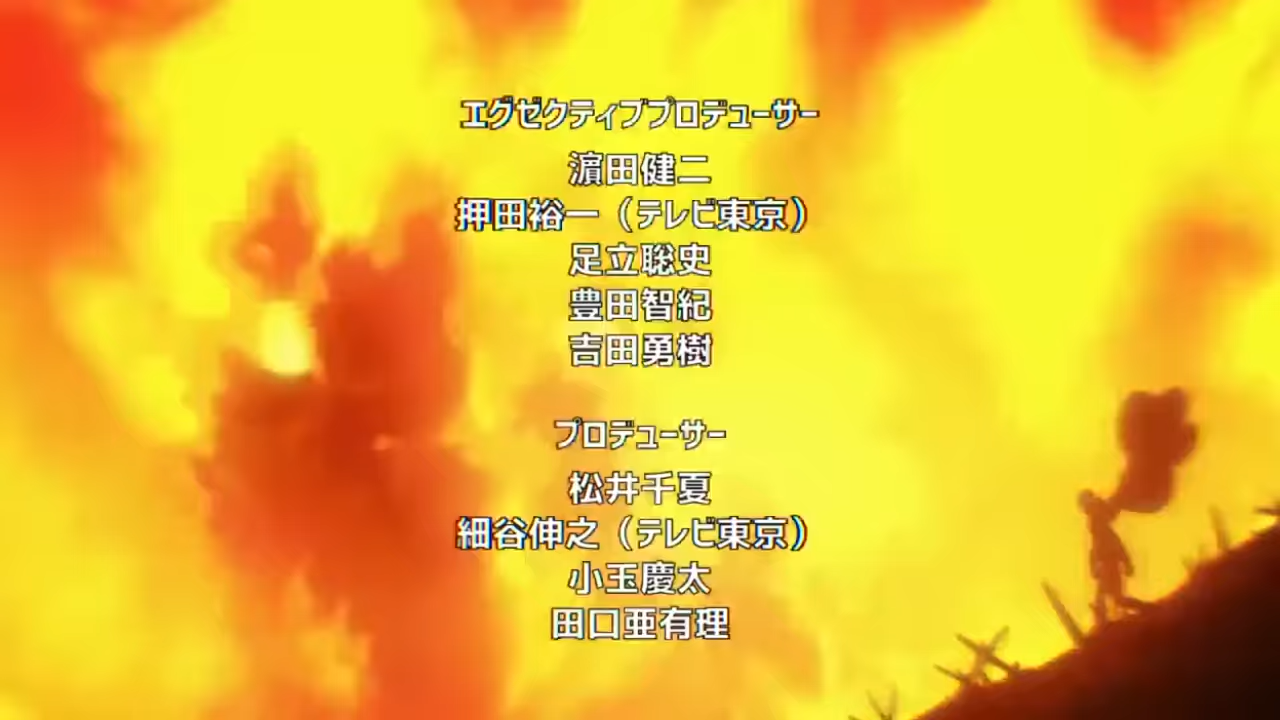 エグゼクティブプロデューサー
濵田健二
押田裕一（テレビ東京）
足立聡史
豊田智紀
吉田勇樹
プロデューサー
松井千夏
細谷伸之（テレビ東京）
小玉慶太
田口亜有理